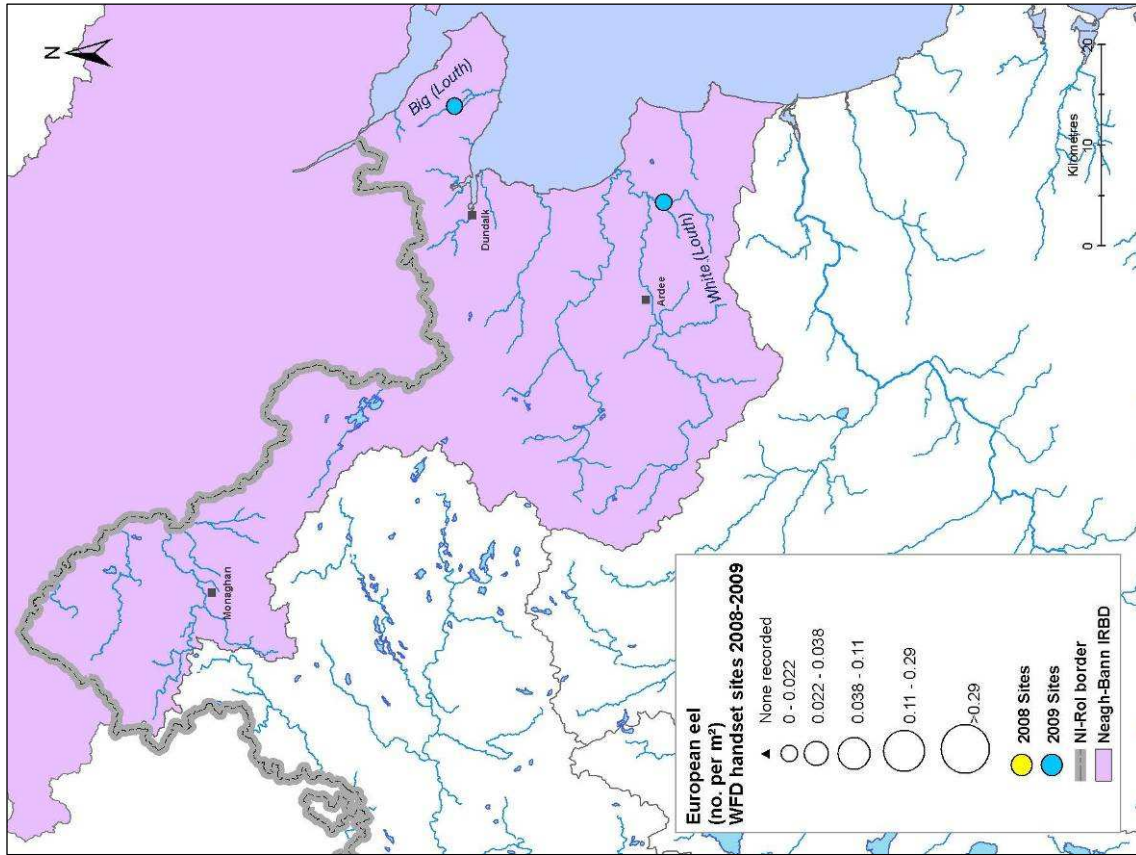 N
Big (Louth)
Dundalk
White (Louth)
Ardee
Monaghan
European eel
(no. per m²)
WFD handset sites 2008-2009
None recorded
0 - 0.022
0.022 - 0.038
0.038 - 0.11
0.11 - 0.29
>0.29
2008 Sites
2009 Sites
NI-RoI border
Neagh-Bann IRBD
0 10 20
Kilometres